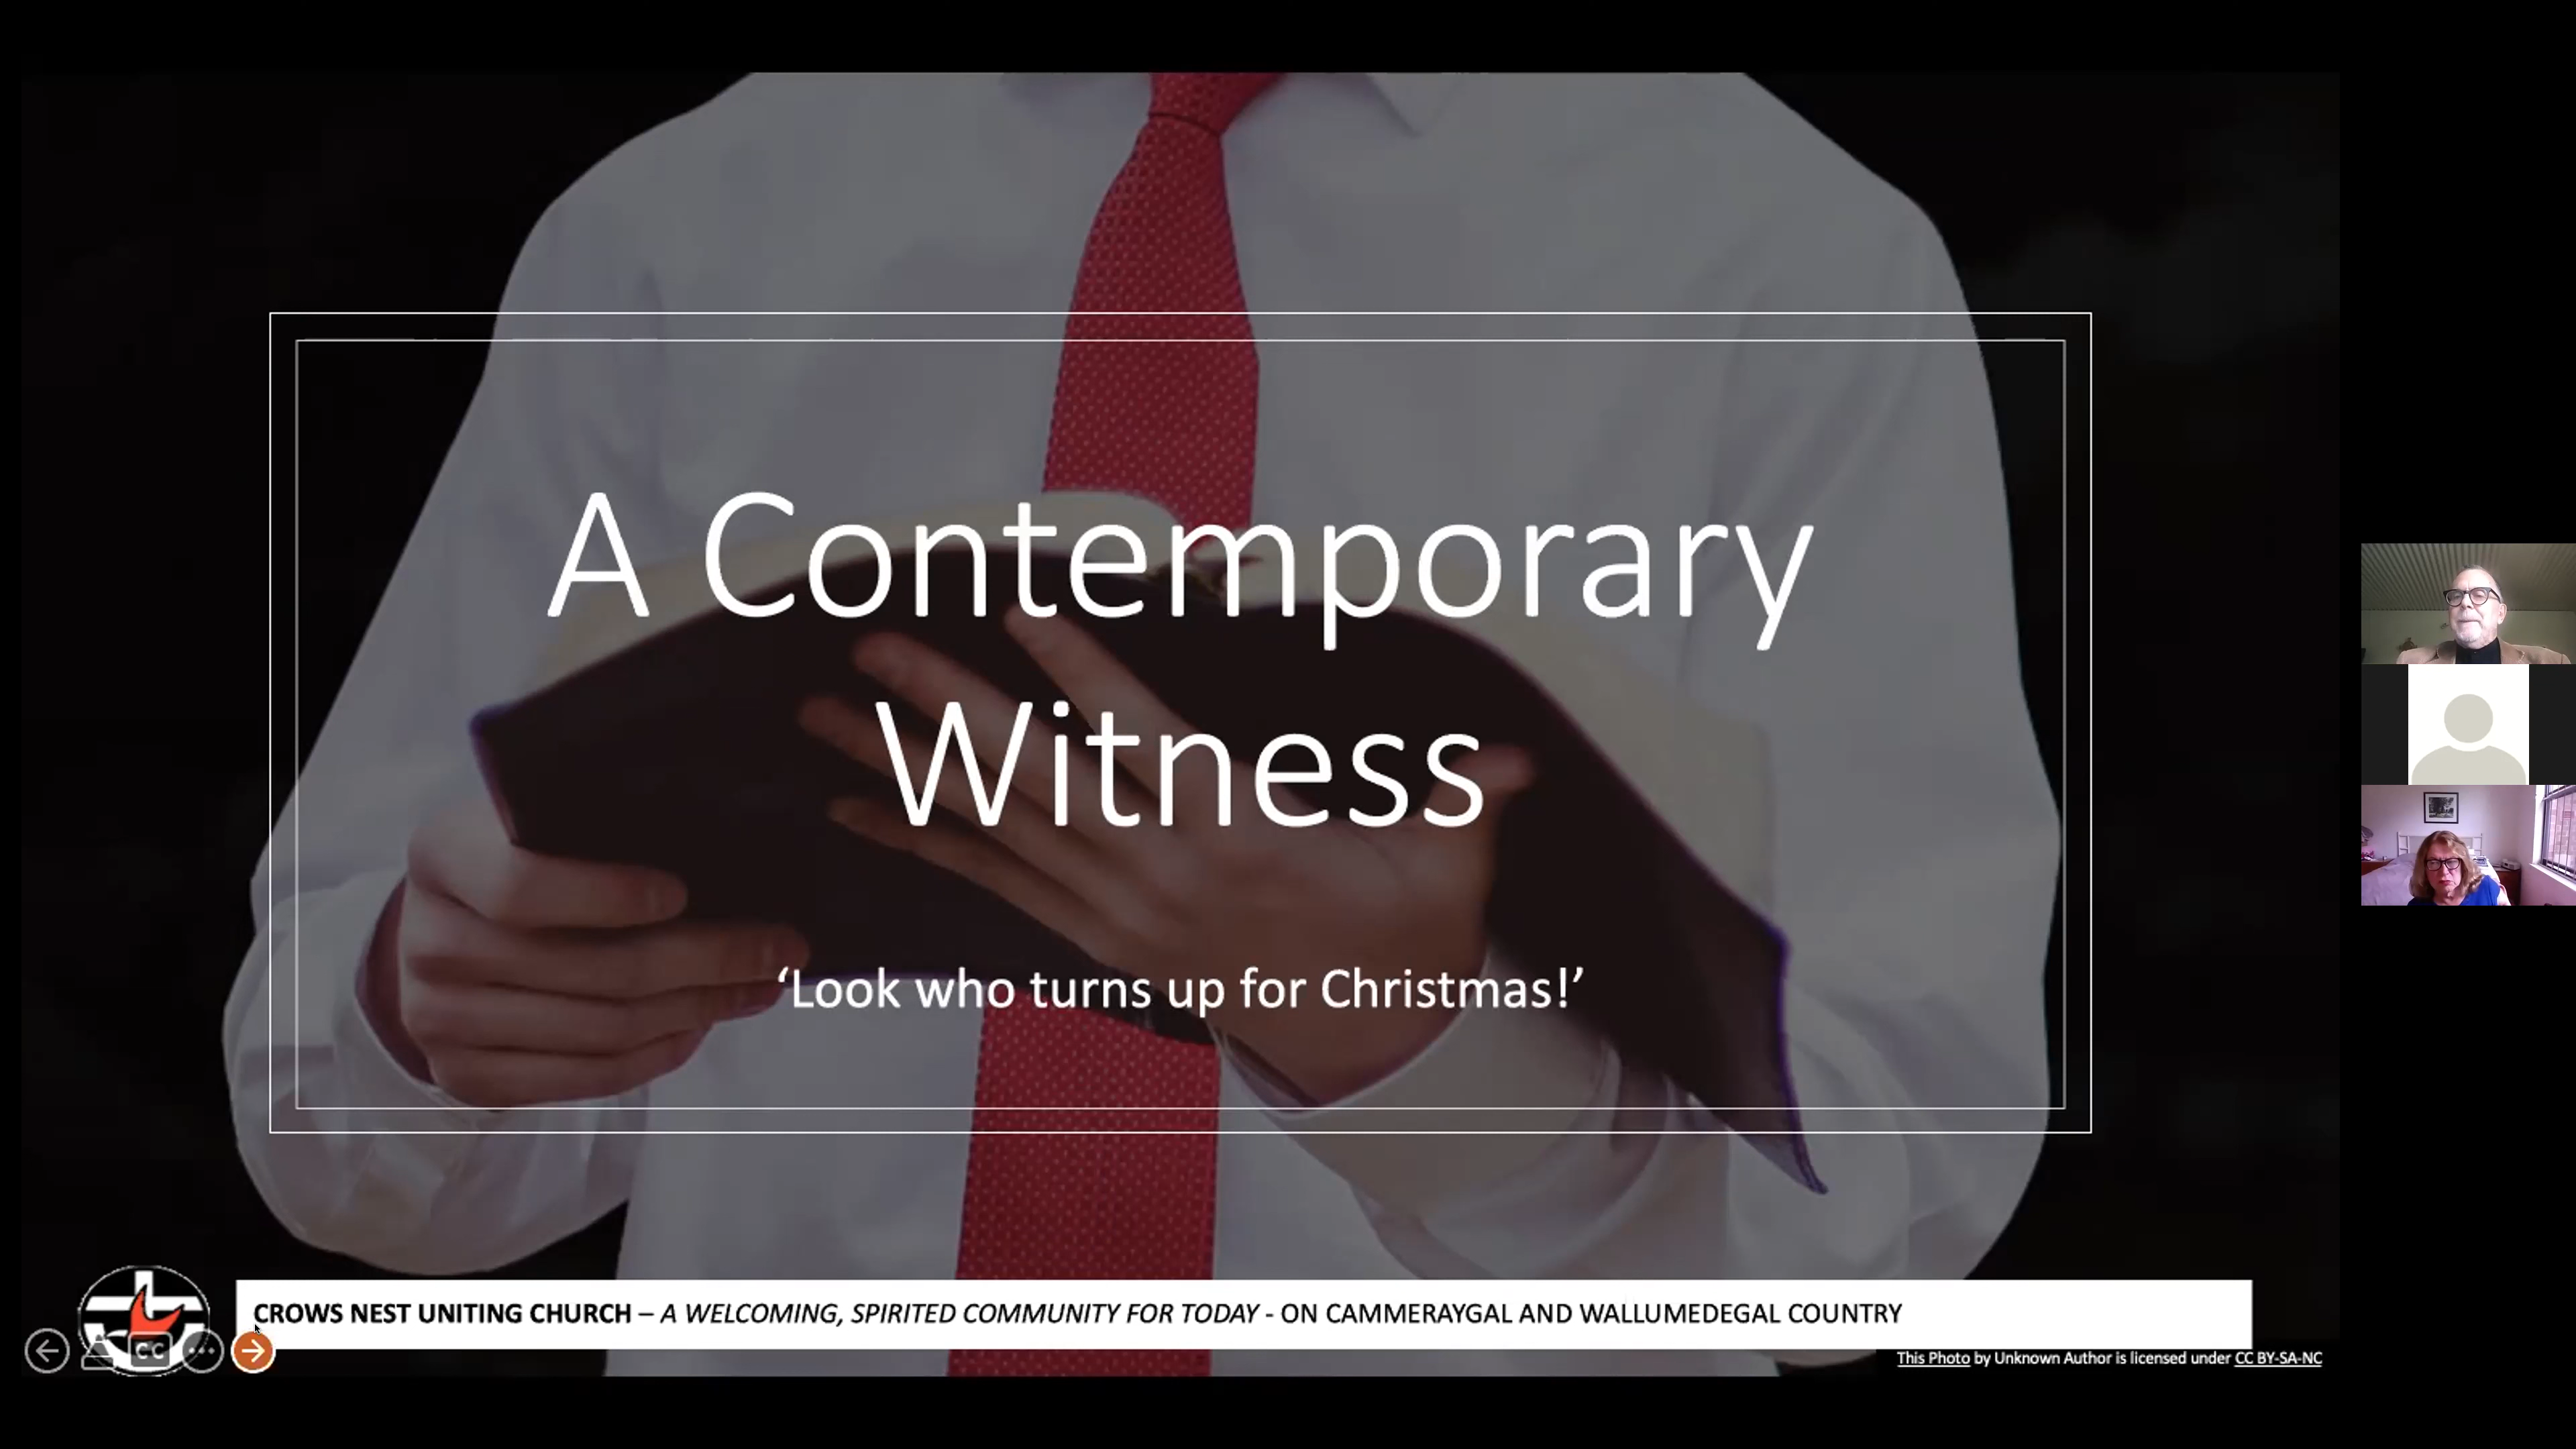 A Contemporary
Witness
‘Look who turns up for Christmas!’
CROWS NEST UNITING CHURCH – A WELCOMING, SPIRITED COMMUNITY FOR TODAY - ON CAMMERAYGAL AND WALLUMEDEGAL COUNTRY
CC
This Photo by Unknown Author is licensed under CC BY-SA-NC